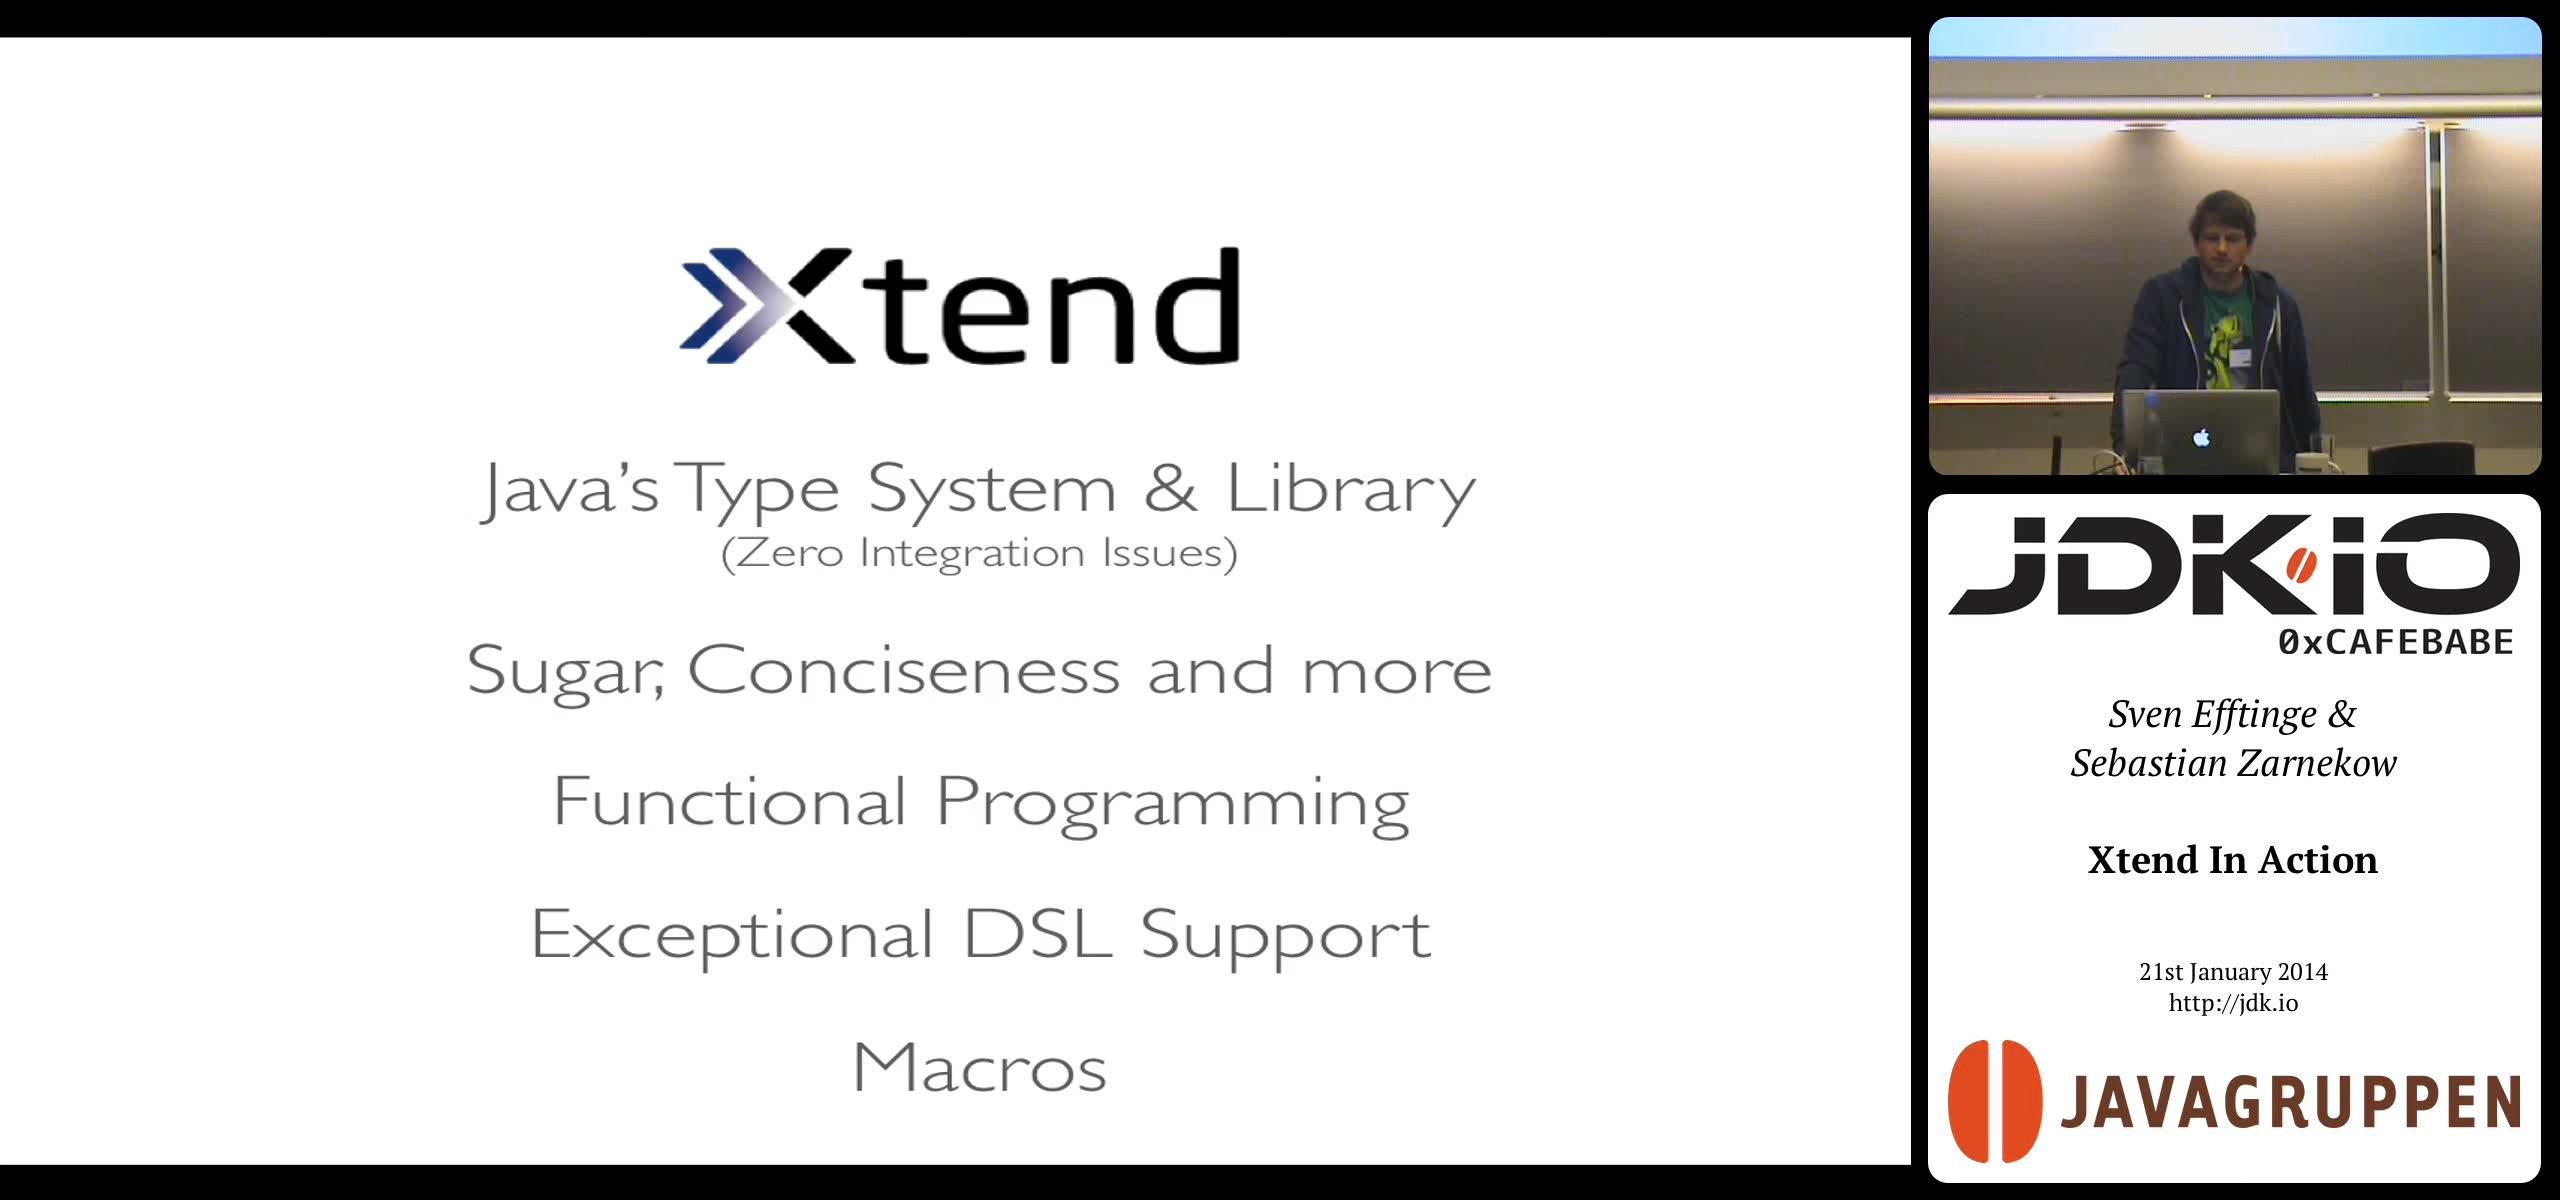 Xtend
Java's Type System & Library
(Zero Integration Issues)
Sugar, Conciseness and more
Functional Programming
Exceptional DSL Support
Macros
JDK.iO
0xCAFEBABE
Sven Efftinge &
Sebastian Zarnekow
Xtend In Action
21st January 2014
http://jdk.io
JAVAGRUPPEN